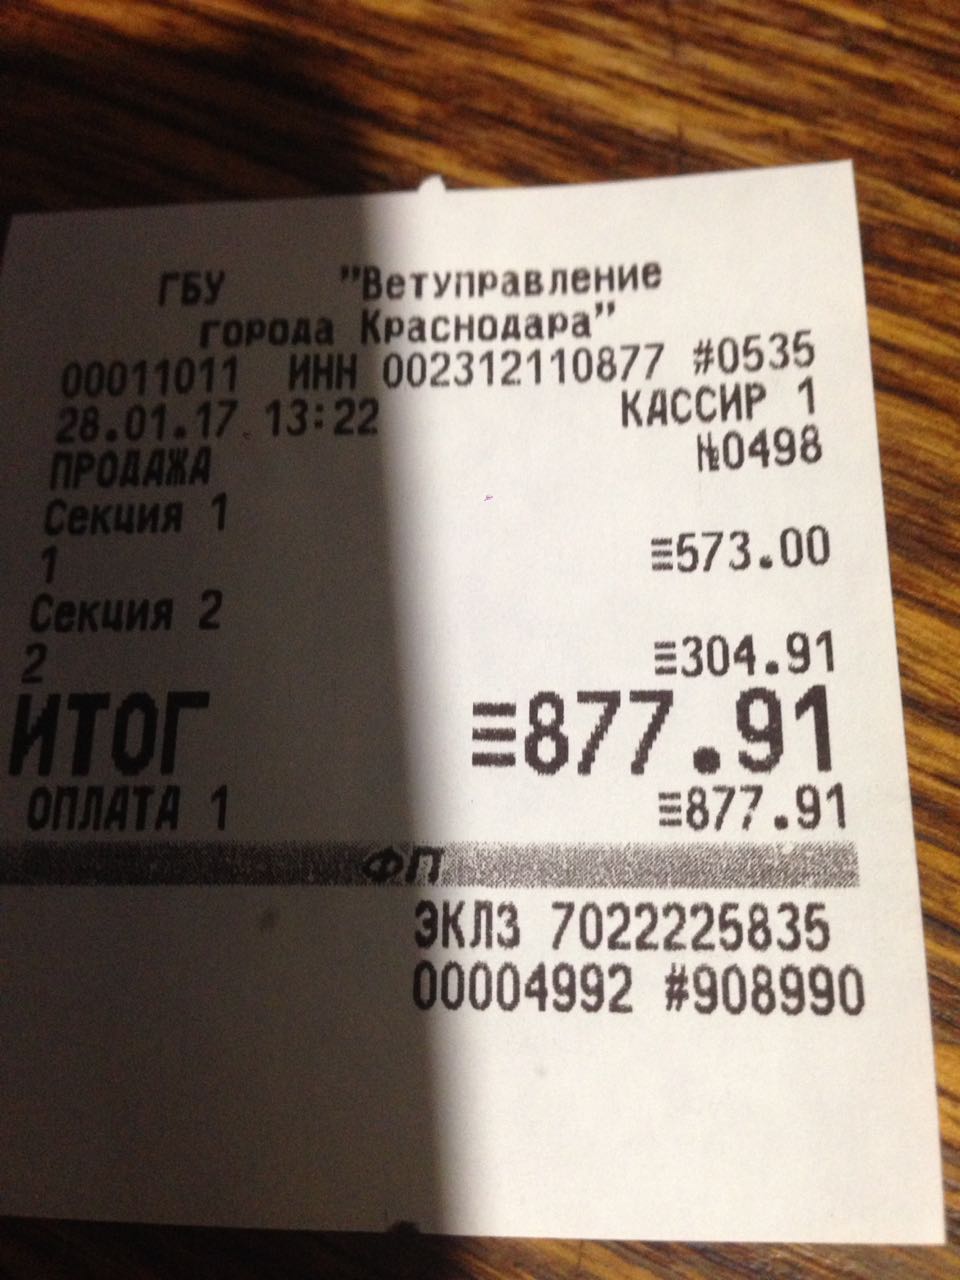 ГБУ "Ветуправление
города Краснодара"
00011011 ИНН 002312110877 #0535
28.01.17 13:22 КАССИР 1
ПРОДАЖА №0498
Секция 1
1 ≡573.00
Секция 2
2 ≡304.91
ИТОГ ≡877.91
ОПЛАТА 1 ≡877.91
ФП
ЭКЛЗ 7022225835
00004992 #908990